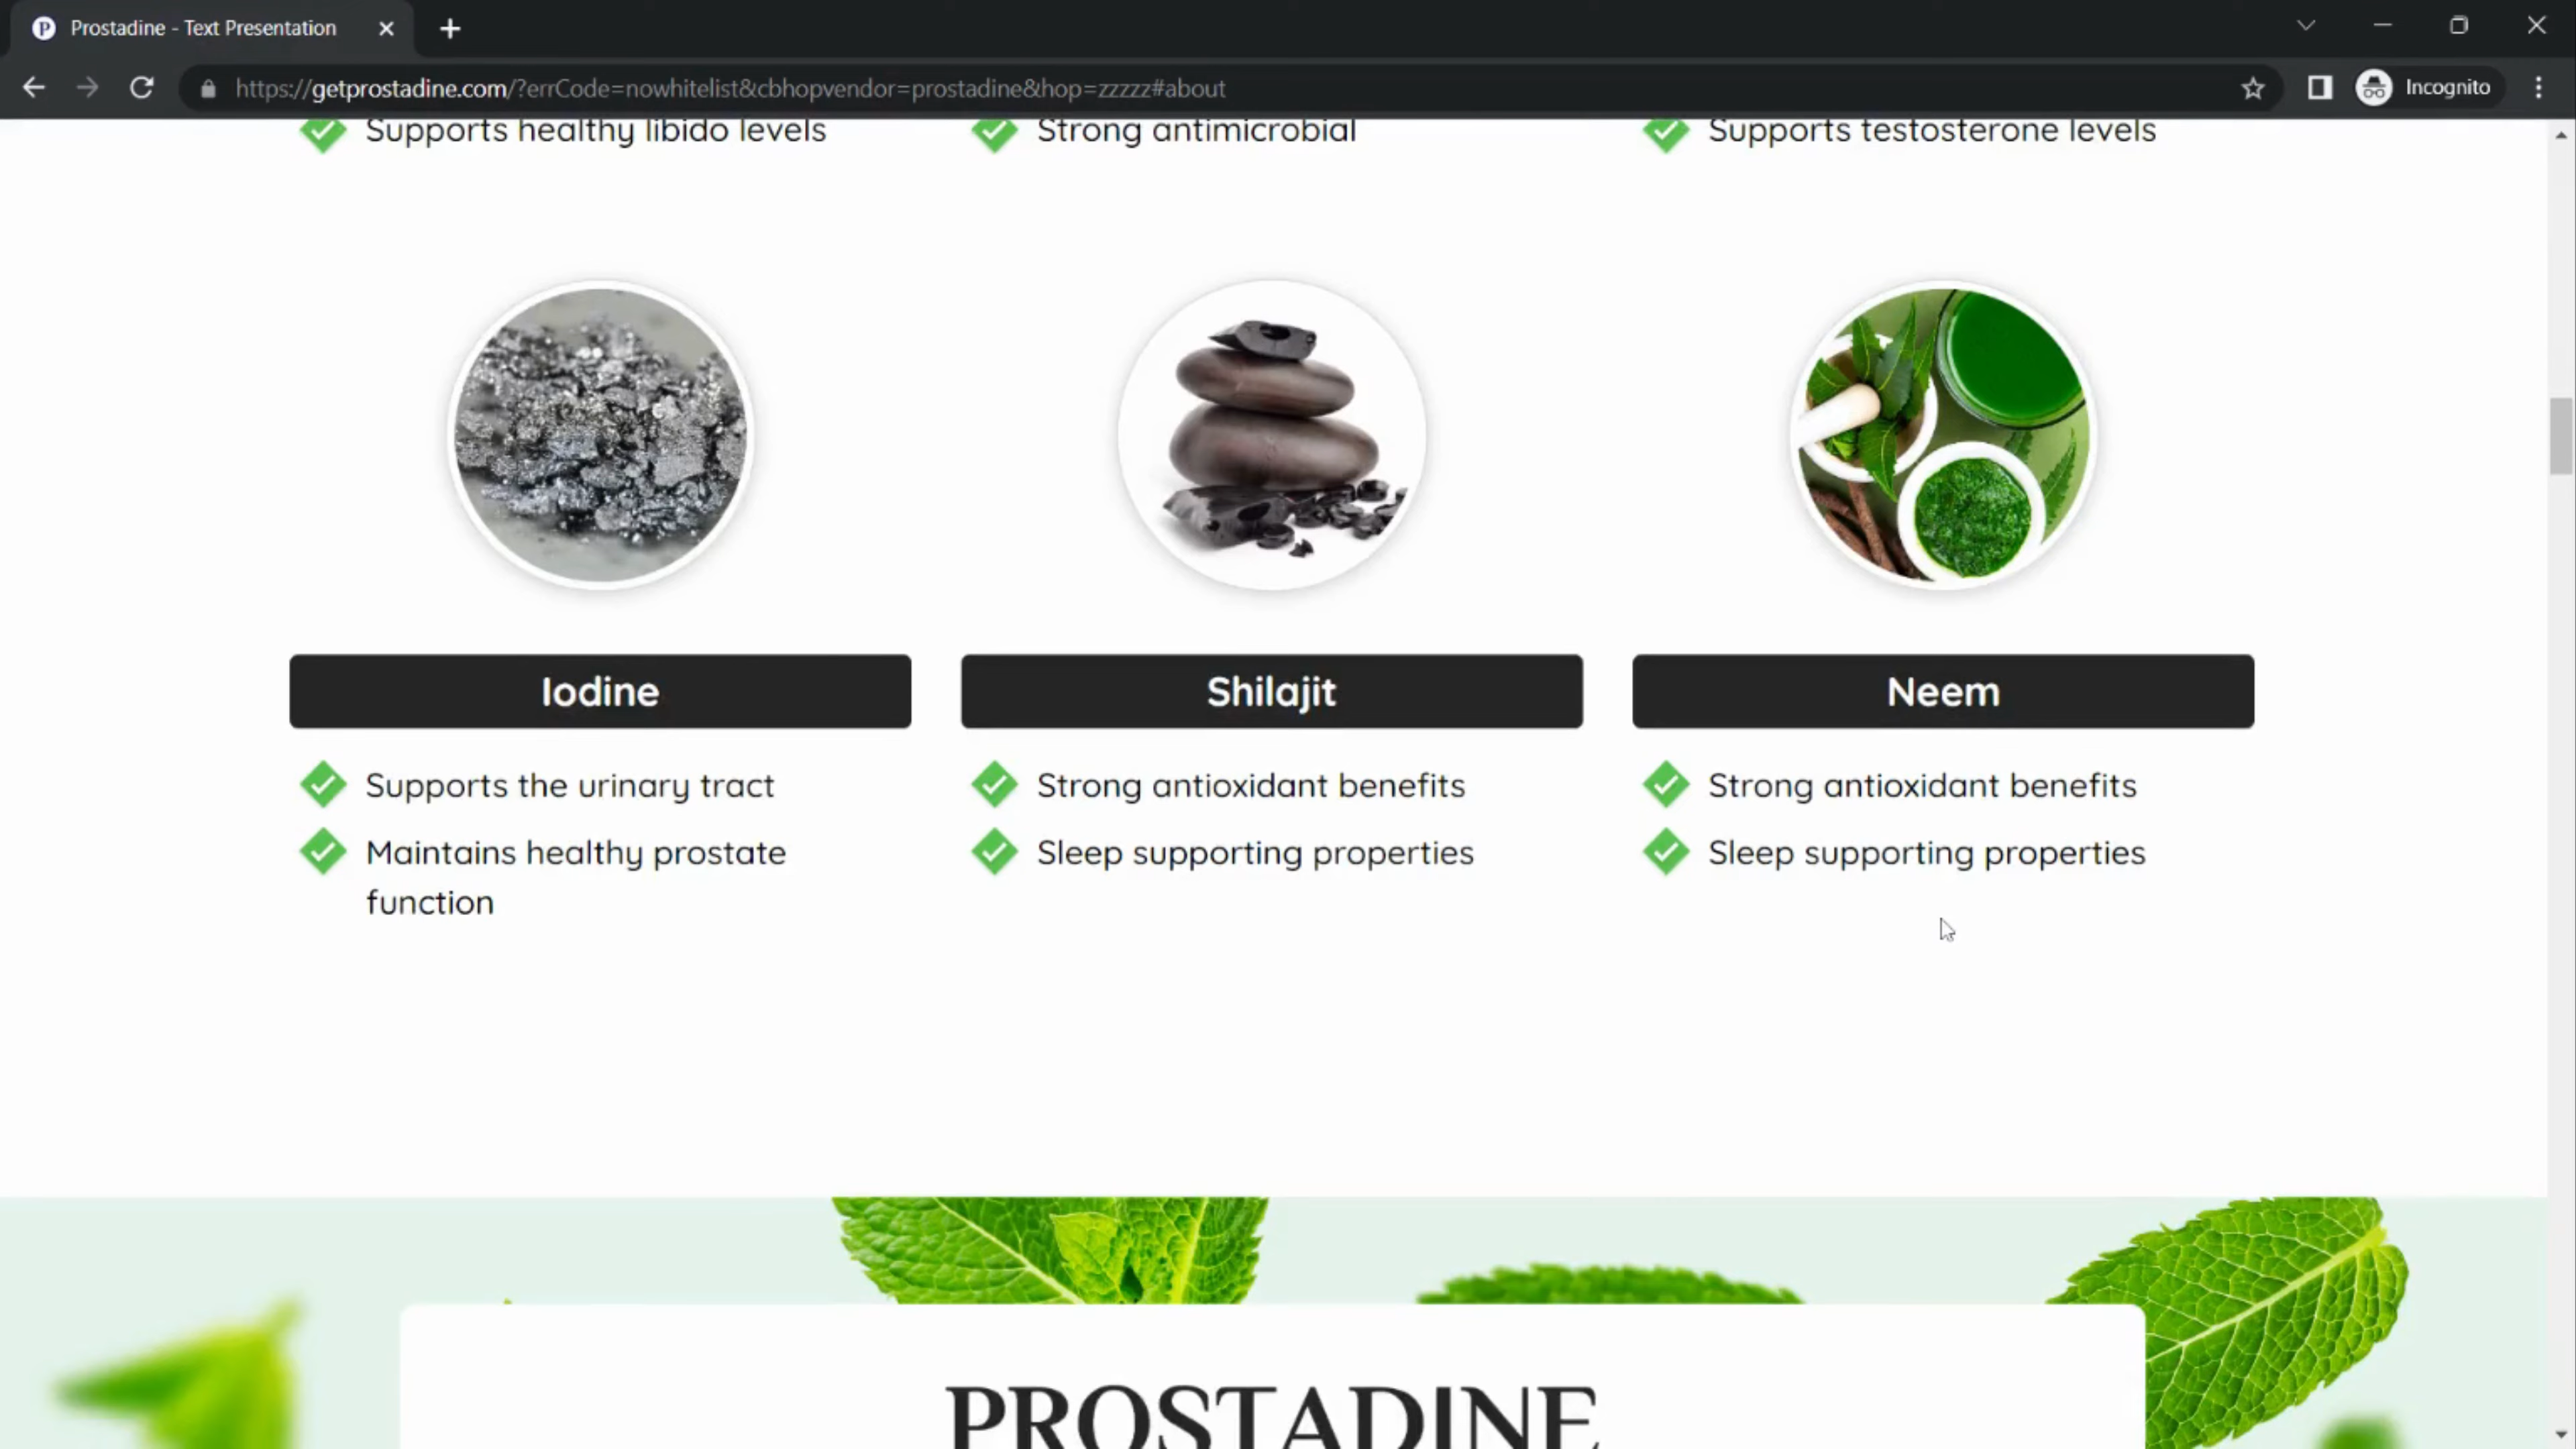 Prostadine - Text Presentation
https://getprostadine.com/?errCode=nowhitelist&cbhopvendor=prostadine&hop=zzzzz#about
Incognito
Supports healthy libido levels
Strong antimicrobial
Supports testosterone levels
Iodine
Shilajit
Neem
Supports the urinary tract
Maintains healthy prostate
function
Strong antioxidant benefits
Sleep supporting properties
Strong antioxidant benefits
Sleep supporting properties
PROSTADINE